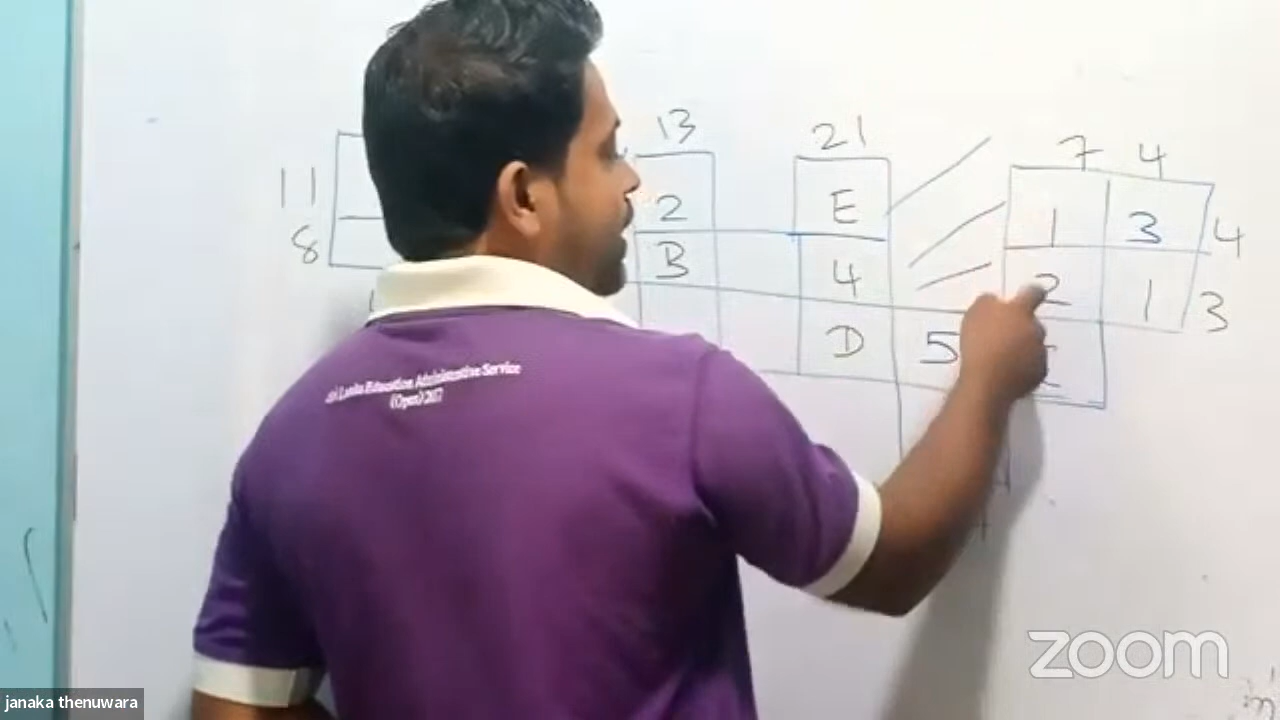 13 21 7 4
11 2 E 1 3 4
8 B 4 2 1 3
D 5
Sri Lanka Education Administrative Service
(Open) 2017
zoom
janaka thenuwara